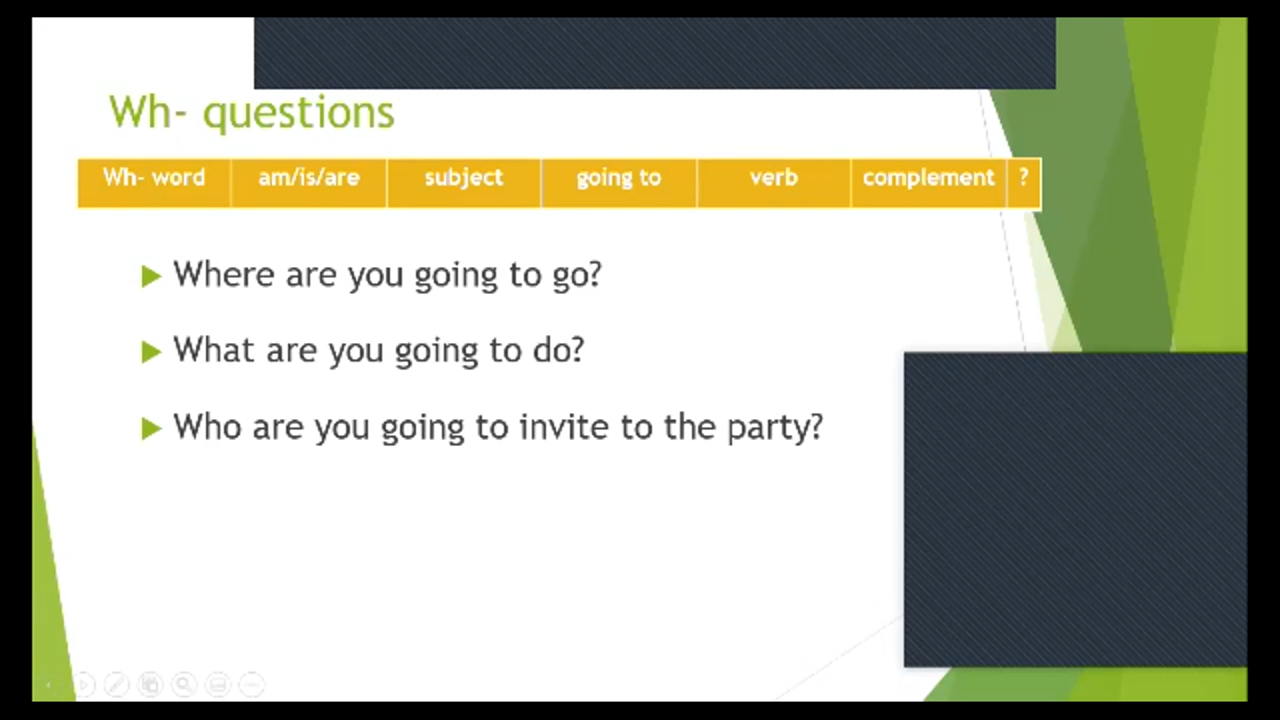 Wh- questions
Wh- word am/is/are subject going to verb complement ?
Where are you going to go?
What are you going to do?
Who are you going to invite to the party?